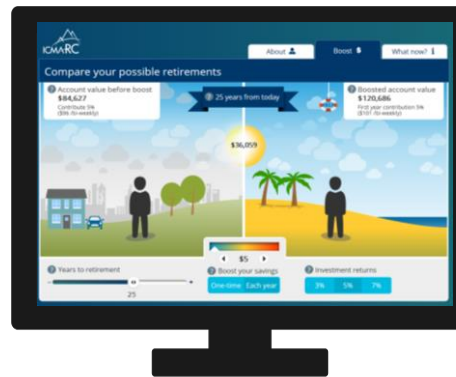 ICMARC
About
Boost $
What now?
Compare your possible retirements
Account value before boost
$84,627
Contribute 5%
($96 /bi-weekly)
25 years from today
Boosted account value
$120,686
First year contribution 5%
($101 /bi-weekly)
$36,059
Years to retirement
25
$5
Boost your savings
One-time Each year
Investment returns
3% 5% 7%